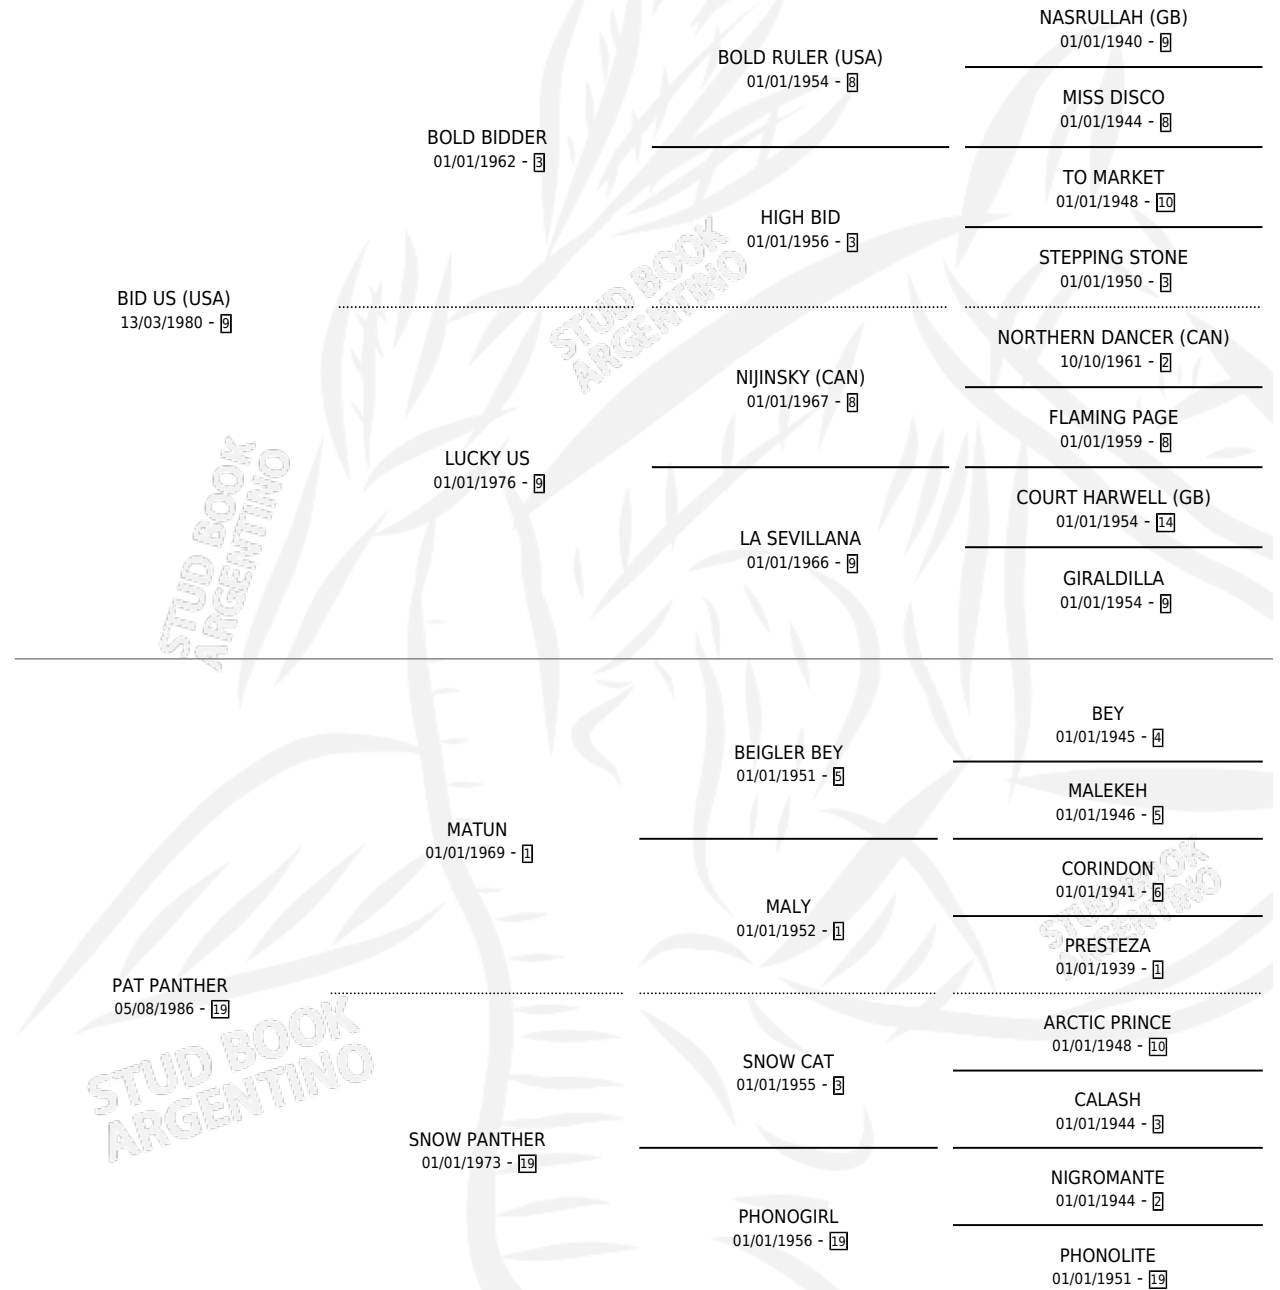 NASRULLAH (GB)
01/01/1940 - 9
BOLD RULER (USA)
01/01/1954 - 8
MISS DISCO
01/01/1944 - 8
BOLD BIDDER
01/01/1962 - 3
TO MARKET
01/01/1948 - 10
HIGH BID
01/01/1956 - 3
STEPPING STONE
01/01/1950 - 3
BID US (USA)
13/03/1980 - 9
NORTHERN DANCER (CAN)
10/10/1961 - 2
NIJINSKY (CAN)
01/01/1967 - 8
FLAMING PAGE
01/01/1959 - 8
LUCKY US
01/01/1976 - 9
COURT HARWELL (GB)
01/01/1954 - 14
LA SEVILLANA
01/01/1966 - 9
GIRALDILLA
01/01/1954 - 9
BEY
01/01/1945 - 4
BEIGLER BEY
01/01/1951 - 5
MALEKEH
01/01/1946 - 5
MATUN
01/01/1969 - 1
CORINDON
01/01/1941 - 6
MALY
01/01/1952 - 1
PRESTEZA
01/01/1939 - 1
PAT PANTHER
05/08/1986 - 19
ARCTIC PRINCE
01/01/1948 - 10
SNOW CAT
01/01/1955 - 3
CALASH
01/01/1944 - 3
SNOW PANTHER
01/01/1973 - 19
NIGROMANTE
01/01/1944 - 2
PHONOGIRL
01/01/1956 - 19
PHONOLITE
01/01/1951 - 19
STUD BOOK
ARGENTINO
STUD BOOK
ARGENTINO
STUD BOOK
ARGENTINO
STUD BOOK
ARGENTINO